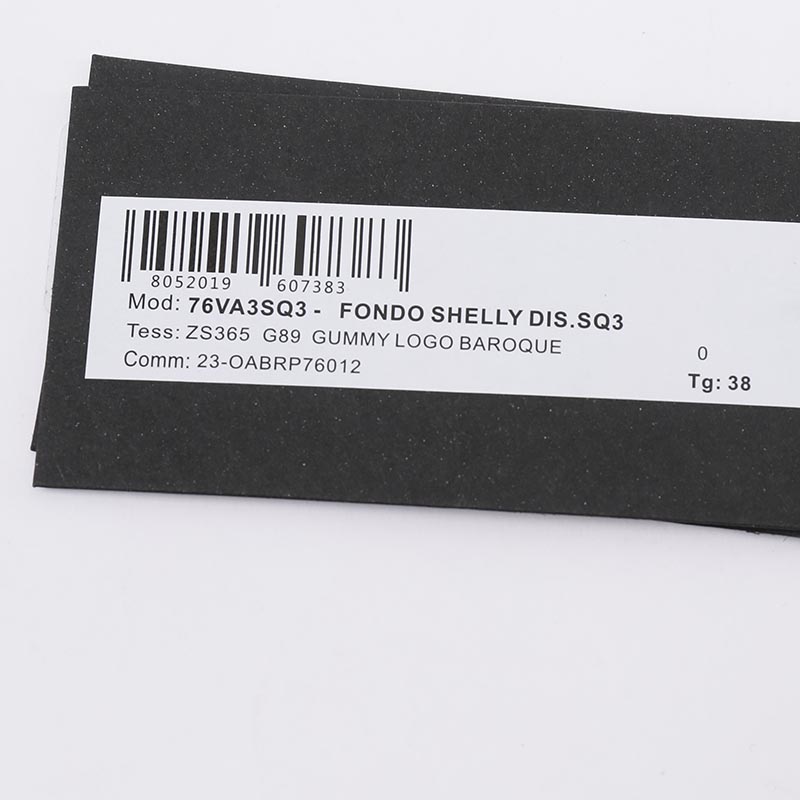 8052019 607383
Mod: 76VA3SQ3 - FONDO SHELLY DIS.SQ3
Tess: ZS365 G89 GUMMY LOGO BAROQUE
Comm: 23-OABRP76012
0
Tg: 38